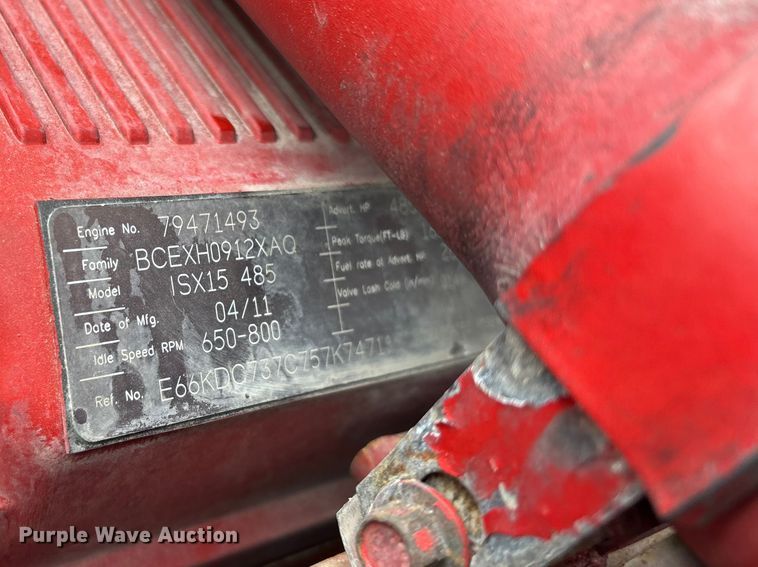 Engine No. 79471493
Family BCEXH0912XAQ
Model ISX15 485
Date of Mfg. 04/11
Idle Speed RPM 650-800
Ref. No. E66KDC737C757K7471
Advert. HP
Peak Torque(FT-LB)
Fuel rate at Advert. HP
Valve Lash Cold (in/mm)
Purple Wave Auction